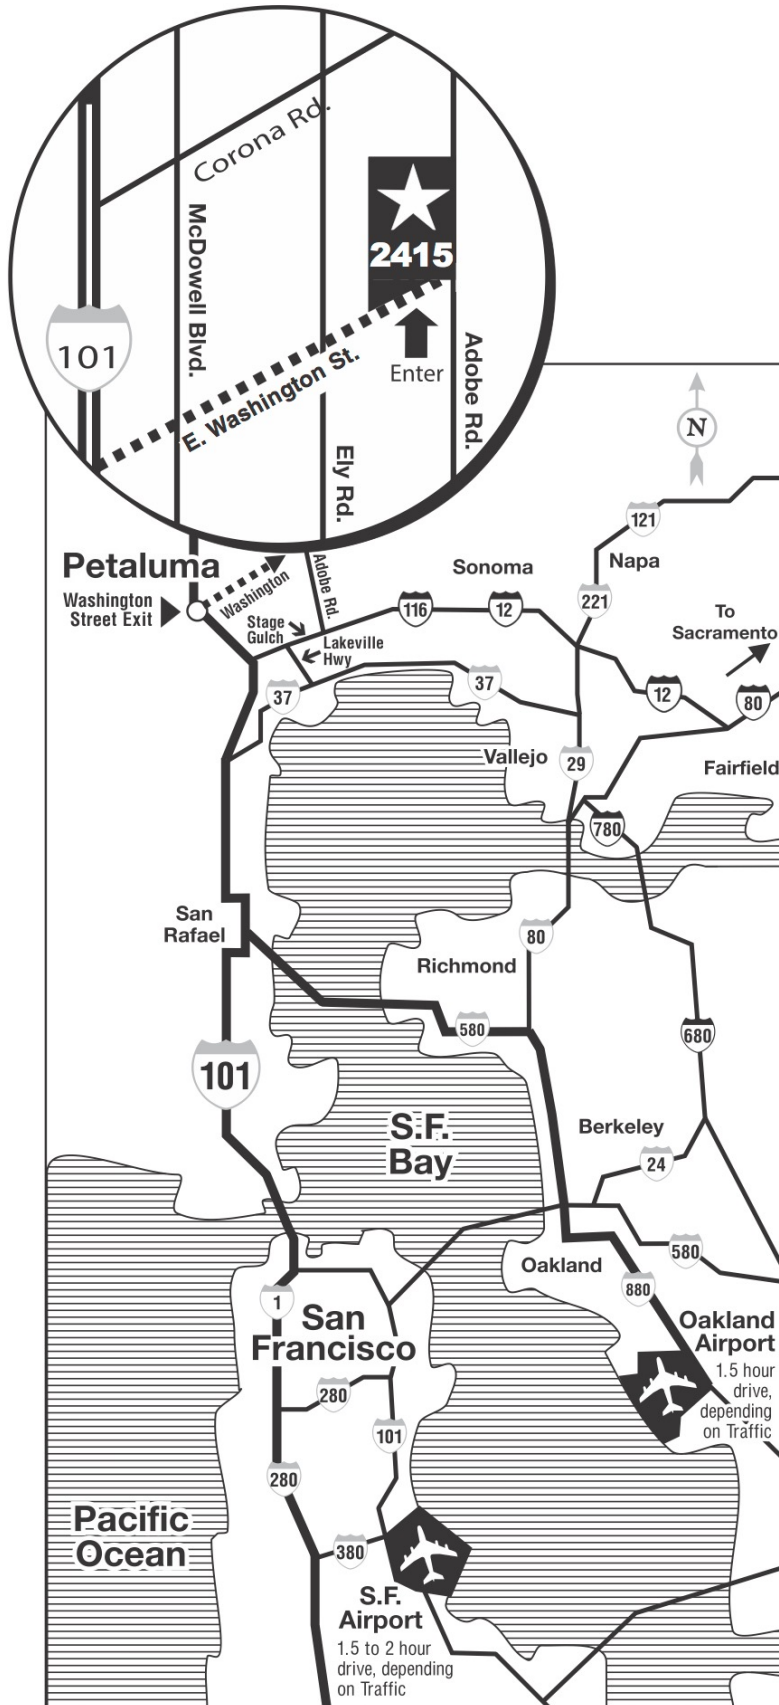 Corona Rd.
McDowell Blvd.
2415
101
E. Washington St.
Enter
Adobe Rd.
Ely Rd.
N
121
Petaluma
Washington
Street Exit
Washington
Adobe Rd.
Sonoma
Napa
116
12
221
Stage
Gulch
Lakeville
Hwy
To
Sacramento
37
37
12
80
Vallejo
29
Fairfield
780
San
Rafael
80
Richmond
580
680
101
S.F.
Bay
Berkeley
24
Oakland
580
880
1
San
Francisco
Oakland
Airport
1.5 hour
drive,
depending
on Traffic
280
101
280
Pacific
Ocean
380
S.F.
Airport
1.5 to 2 hour
drive, depending
on Traffic